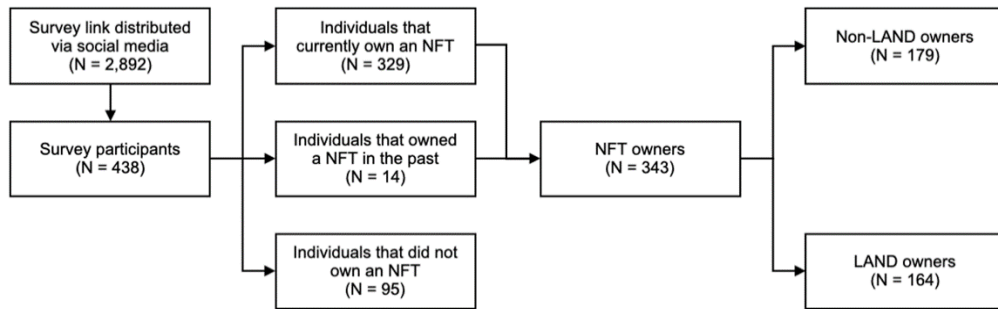 Survey link distributed
via social media
(N = 2,892)
Survey participants
(N = 438)
Individuals that
currently own an NFT
(N = 329)
Individuals that owned
a NFT in the past
(N = 14)
Individuals that did not
own an NFT
(N = 95)
NFT owners
(N = 343)
Non-LAND owners
(N = 179)
LAND owners
(N = 164)